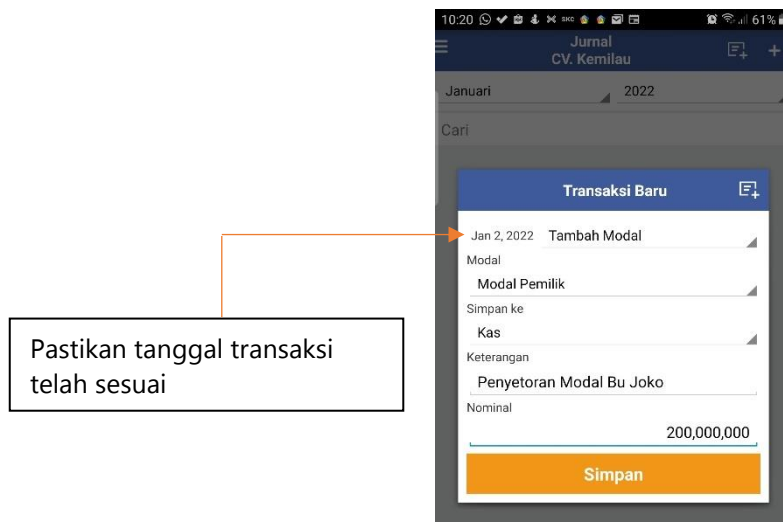 10:20 SKC 61%
Jurnal
CV. Kemilau
Januari 2022
Cari
Transaksi Baru
Jan 2, 2022 Tambah Modal
Modal
Modal Pemilik
Simpan ke
Kas
Keterangan
Penyetoran Modal Bu Joko
Nominal
200,000,000
Simpan
Pastikan tanggal transaksi
telah sesuai